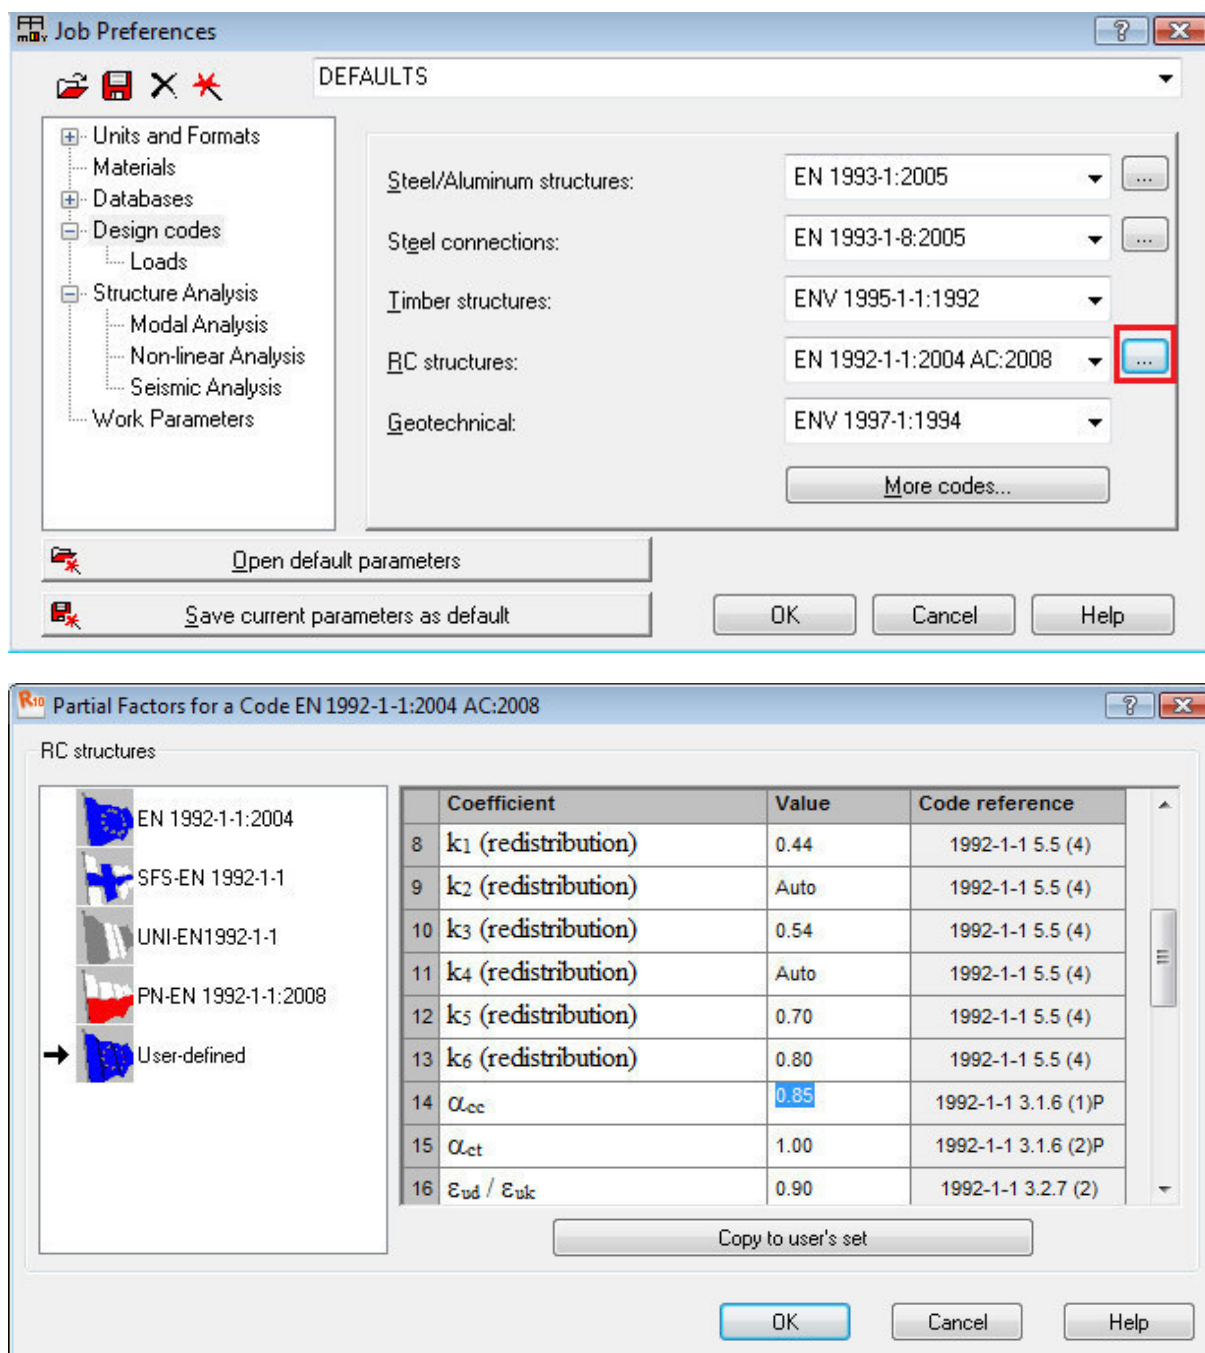 Job Preferences
DEFAULTS
Units and Formats
Materials
Databases
Design codes
Loads
Structure Analysis
Modal Analysis
Non-linear Analysis
Seismic Analysis
Work Parameters
Steel/Aluminum structures: EN 1993-1:2005 ...
Steel connections: EN 1993-1-8:2005 ...
Timber structures: ENV 1995-1-1:1992
RC structures: EN 1992-1-1:2004 AC:2008 ...
Geotechnical: ENV 1997-1:1994
More codes...
Open default parameters
Save current parameters as default
OK Cancel Help
R10 Partial Factors for a Code EN 1992-1-1:2004 AC:2008
RC structures
EN 1992-1-1:2004
SFS-EN 1992-1-1
UNI-EN1992-1-1
PN-EN 1992-1-1:2008
User-defined
Coefficient Value Code reference
8 k1 (redistribution) 0.44 1992-1-1 5.5 (4)
9 k2 (redistribution) Auto 1992-1-1 5.5 (4)
10 k3 (redistribution) 0.54 1992-1-1 5.5 (4)
11 k4 (redistribution) Auto 1992-1-1 5.5 (4)
12 k5 (redistribution) 0.70 1992-1-1 5.5 (4)
13 k6 (redistribution) 0.80 1992-1-1 5.5 (4)
14 αcc 0.85 1992-1-1 3.1.6 (1)P
15 αct 1.00 1992-1-1 3.1.6 (2)P
16 εud / εuk 0.90 1992-1-1 3.2.7 (2)
Copy to user's set
OK Cancel Help